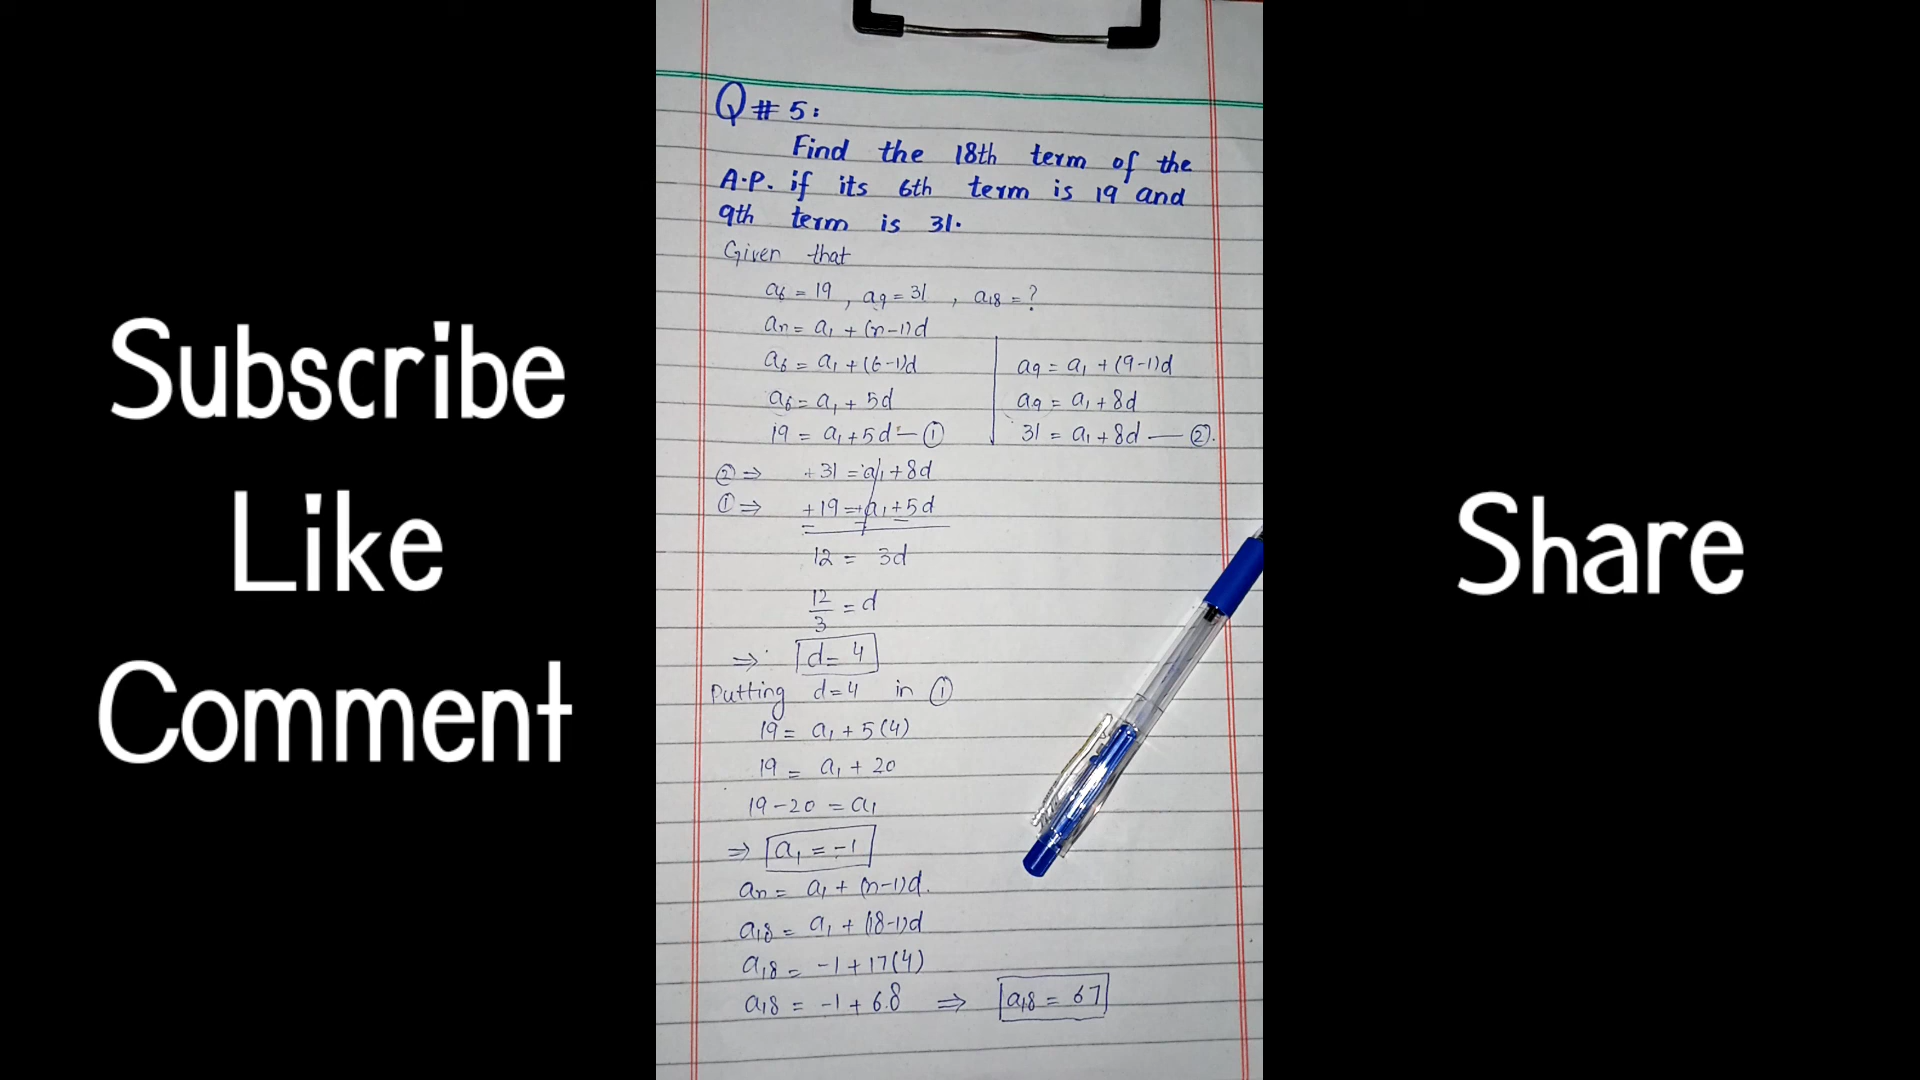 Subscribe
Like
Comment
Q # 5:
Find the 18th term of the
A.P. if its 6th term is 19 and
9th term is 31.
Given that
a6 = 19 , a9 = 31 , a18 = ?
an = a1 + (n-1)d
a6 = a1 + (6-1)d
a6 = a1 + 5d
19 = a1 + 5d — ①
a9 = a1 + (9-1)d
a9 = a1 + 8d
31 = a1 + 8d — ②.
② ⇒ +31 = a1 + 8d
① ⇒ +19 = +a1 + 5d
12 = 3d
12/3 = d
⇒ d = 4
Putting d=4 in ①
19 = a1 + 5(4)
19 = a1 + 20
19 - 20 = a1
⇒ a1 = -1
an = a1 + (n-1)d.
a18 = a1 + (18-1)d
a18 = -1 + 17(4)
a18 = -1 + 68 ⇒ a18 = 67
Share